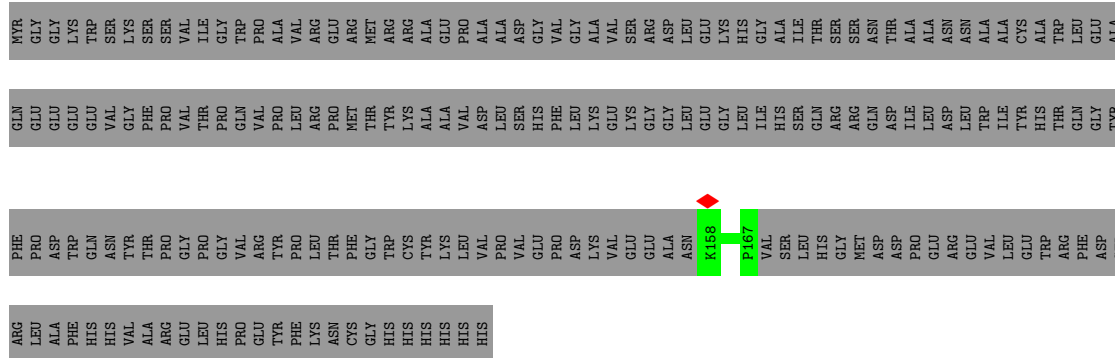 MYR GLY GLY LYS TRP SER LYS SER SER VAL ILE GLY TRP PRO ALA VAL ARG GLU ARG MET ARG ARG ALA GLU PRO ALA ALA ASP GLY VAL GLY ALA VAL SER ARG ASP LEU GLU LYS HIS GLY ALA ILE THR SER SER ASN THR ALA ALA ASN ASN ALA ALA CYS ALA TRP LEU GLU ALA
GLN GLU GLU GLU GLU VAL GLY PHE PRO VAL THR PRO GLN VAL PRO LEU ARG PRO MET THR TYR LYS ALA ALA VAL ASP LEU SER HIS PHE LEU LYS GLU LYS GLY GLY LEU GLU GLY LEU ILE HIS SER GLN ARG ARG GLN ASP ILE LEU ASP LEU TRP ILE TYR HIS THR GLN GLY TYR
PHE PRO ASP TRP GLN ASN TYR THR PRO GLY PRO GLY VAL ARG TYR PRO LEU THR PHE GLY TRP CYS TYR LYS LEU VAL PRO VAL GLU PRO ASP LYS VAL GLU GLU ALA ASN K158 P167 VAL SER LEU HIS GLY MET ASP ASP PRO GLU ARG GLU VAL LEU GLU TRP ARG PHE ASP
ARG LEU ALA PHE HIS HIS VAL ALA ARG GLU LEU HIS PRO GLU TYR PHE LYS ASN CYS GLY HIS HIS HIS HIS HIS HIS